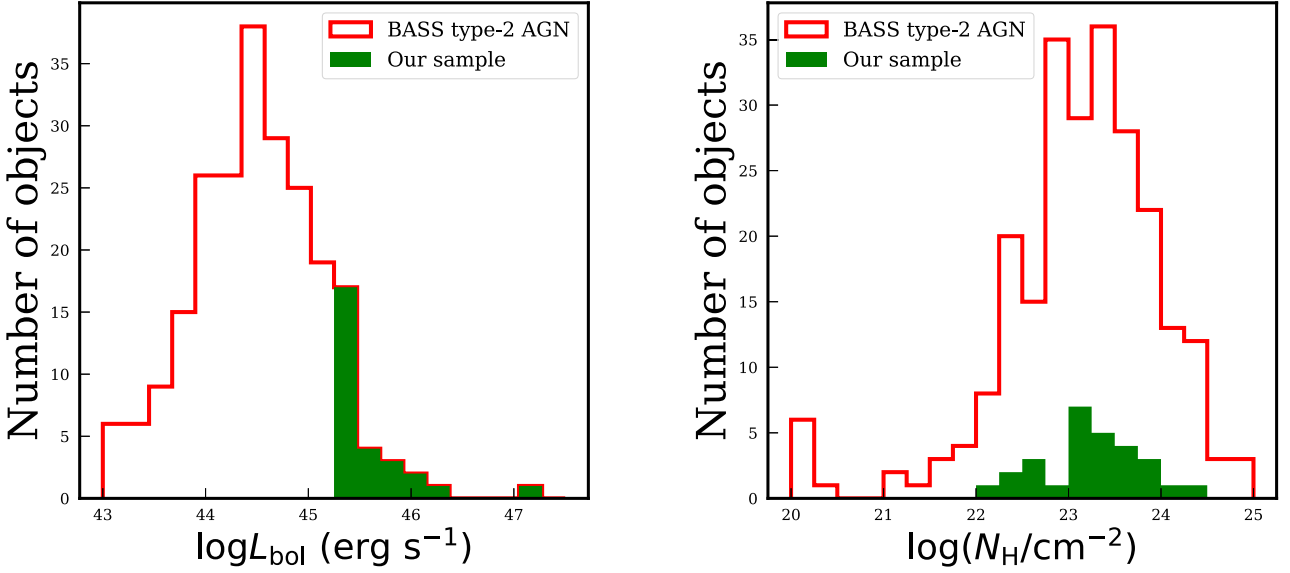 BASS type-2 AGN
Our sample
Number of objects
35
30
25
20
15
10
5
0
43 44 45 46 47
logL_bol (erg s⁻¹)
BASS type-2 AGN
Our sample
Number of objects
35
30
25
20
15
10
5
0
20 21 22 23 24 25
log(N_H/cm⁻²)